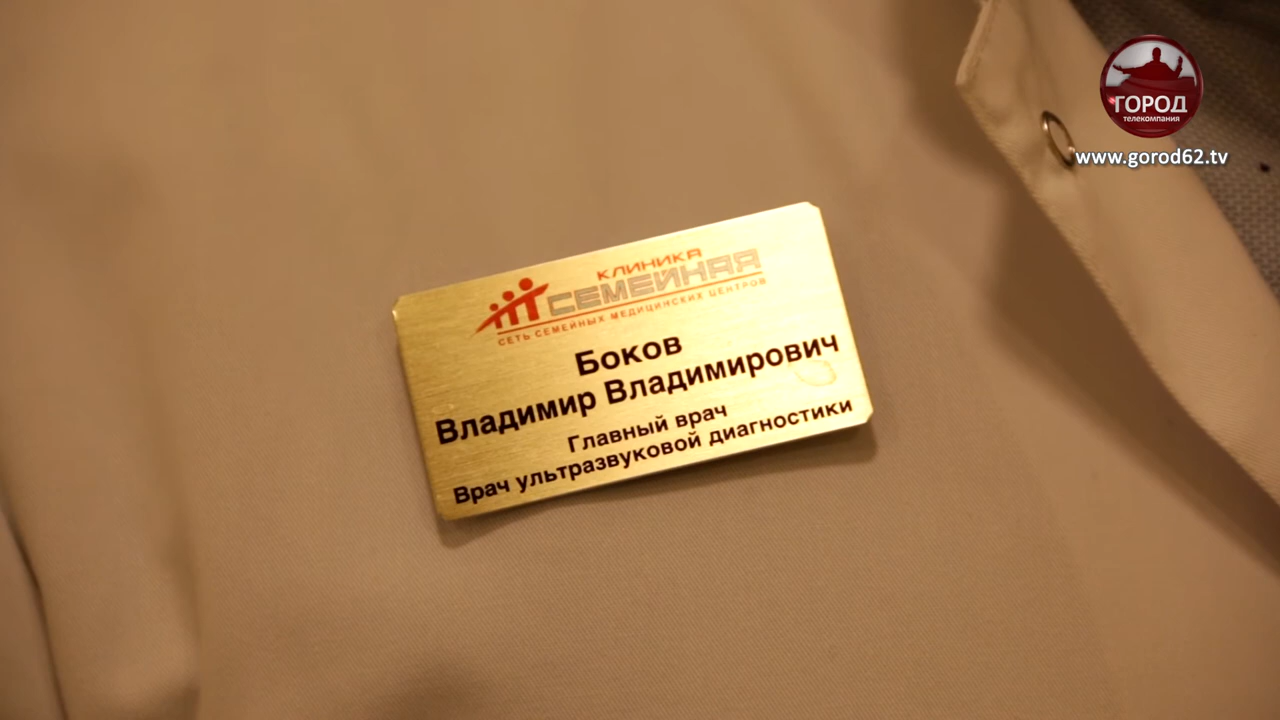 ГОРОД
телекомпания
www.gorod62.tv
КЛИНИКА
СЕМЕЙНАЯ
СЕТЬ СЕМЕЙНЫХ МЕДИЦИНСКИХ ЦЕНТРОВ
Боков
Владимир Владимирович
Главный врач
Врач ультразвуковой диагностики